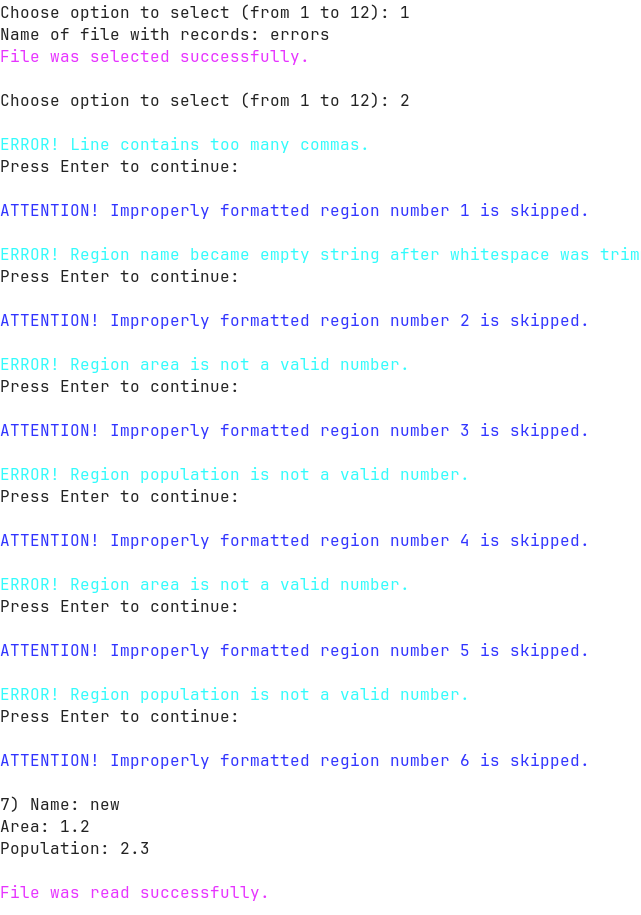 Choose option to select (from 1 to 12): 1
Name of file with records: errors
File was selected successfully.
Choose option to select (from 1 to 12): 2
ERROR! Line contains too many commas.
Press Enter to continue:
ATTENTION! Improperly formatted region number 1 is skipped.
ERROR! Region name became empty string after whitespace was trim
Press Enter to continue:
ATTENTION! Improperly formatted region number 2 is skipped.
ERROR! Region area is not a valid number.
Press Enter to continue:
ATTENTION! Improperly formatted region number 3 is skipped.
ERROR! Region population is not a valid number.
Press Enter to continue:
ATTENTION! Improperly formatted region number 4 is skipped.
ERROR! Region area is not a valid number.
Press Enter to continue:
ATTENTION! Improperly formatted region number 5 is skipped.
ERROR! Region population is not a valid number.
Press Enter to continue:
ATTENTION! Improperly formatted region number 6 is skipped.
7) Name: new
Area: 1.2
Population: 2.3
File was read successfully.